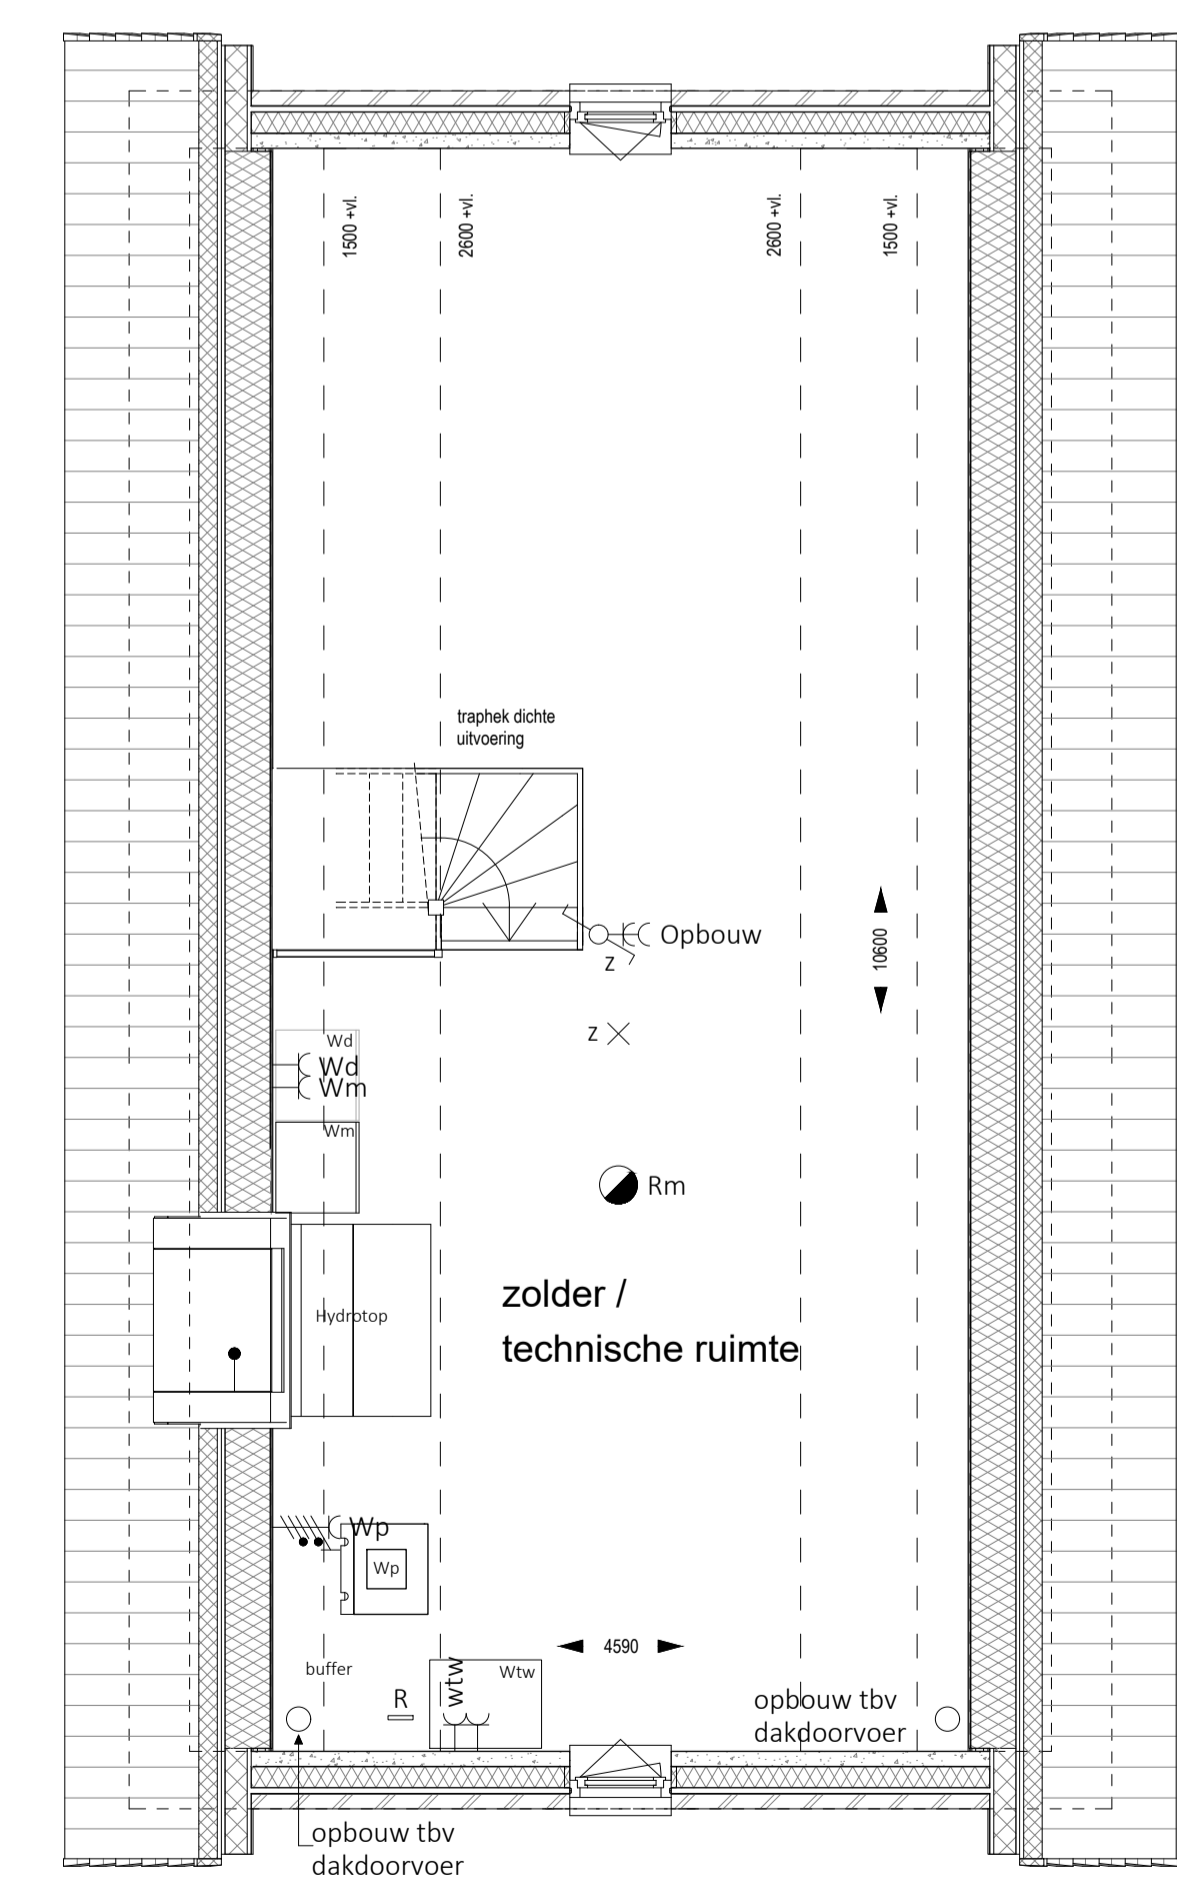 1500 +vl.
2600 +vl.
2600 +vl.
1500 +vl.
traphek dichte
uitvoering
Opbouw
z
10600
z
Wd
Wd
Wm
Wm
Rm
zolder /
technische ruimte
Hydrotop
Wp
Wp
4590
buffer
wtw
Wtw
R
opbouw tbv
dakdoorvoer
opbouw tbv
dakdoorvoer